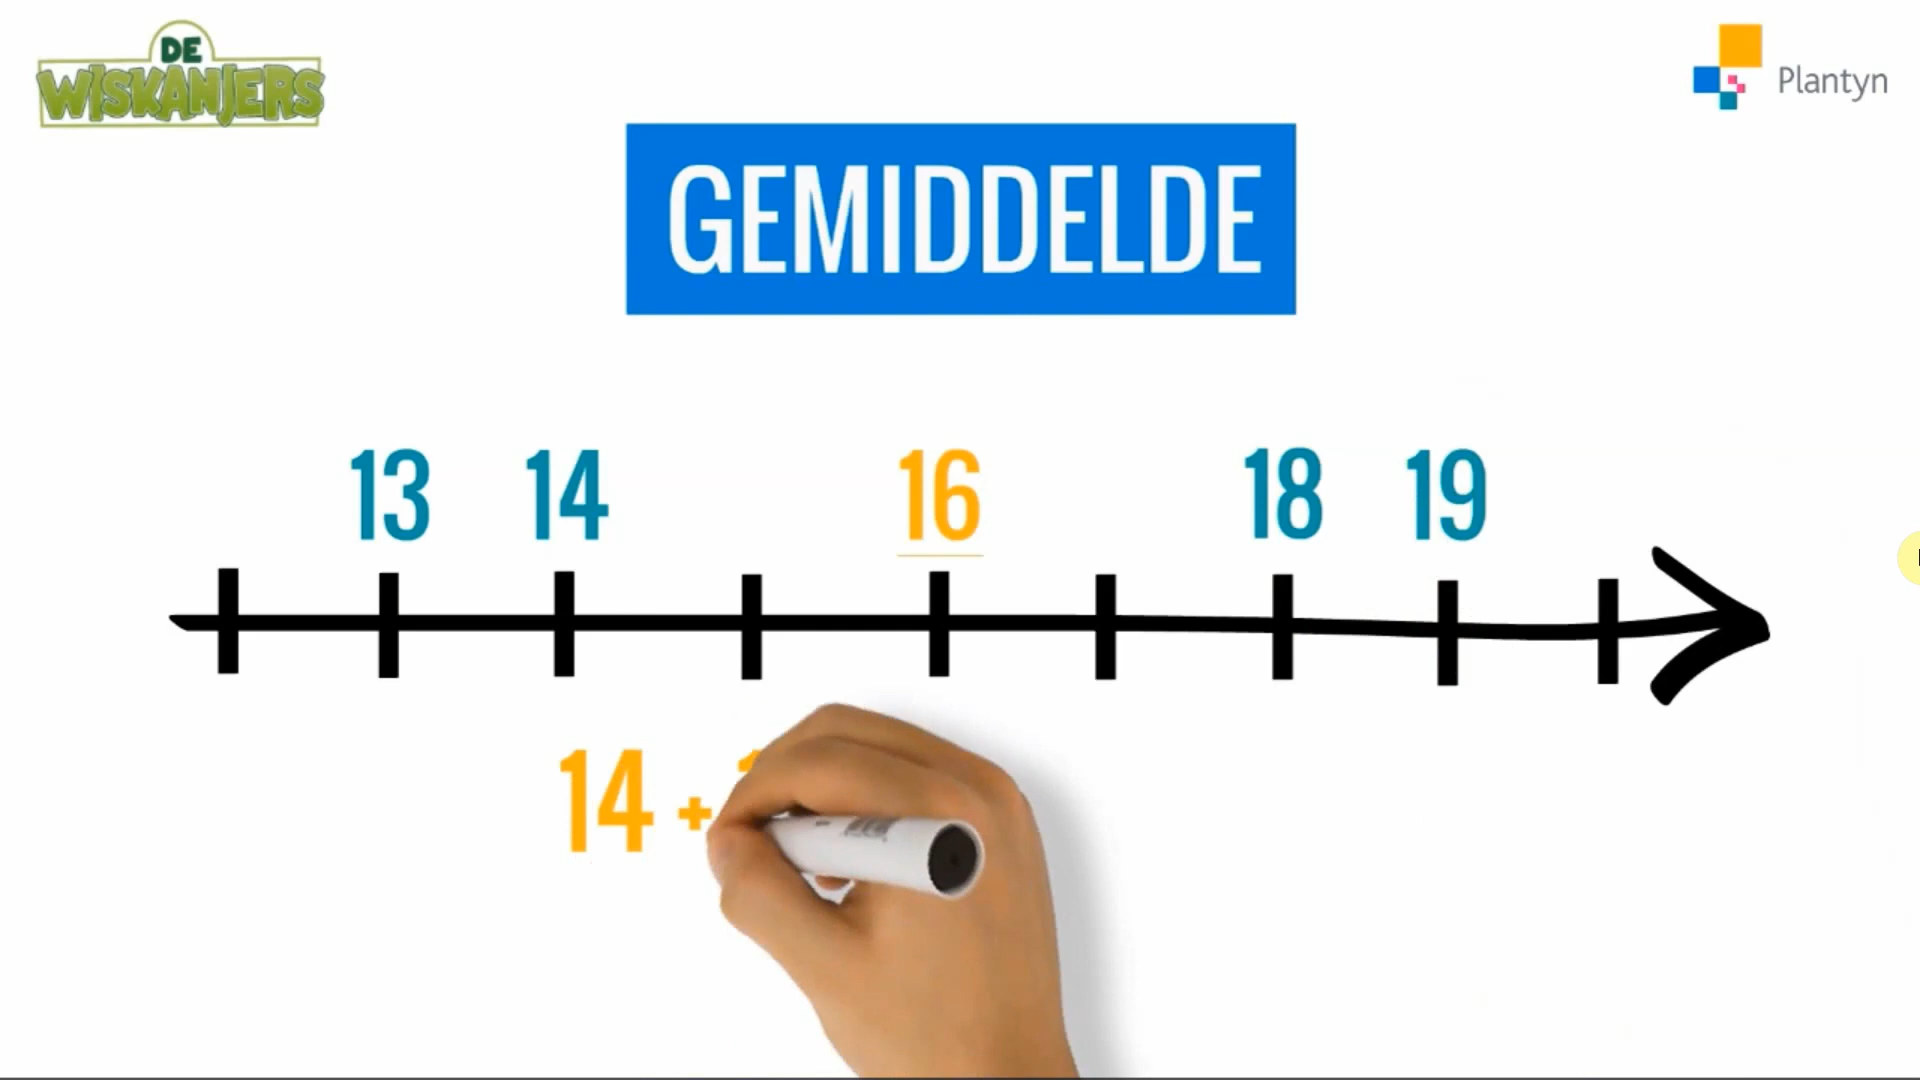 DE
WISKANJERS
Plantyn
GEMIDDELDE
13 14 16 18 19
14 +